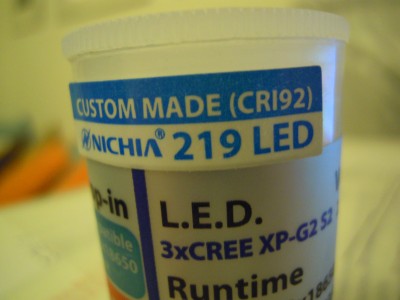 CUSTOM MADE (CRI92)
NICHIA® 219 LED
L.E.D.
3xCREE XP-G2 S2
Runtime